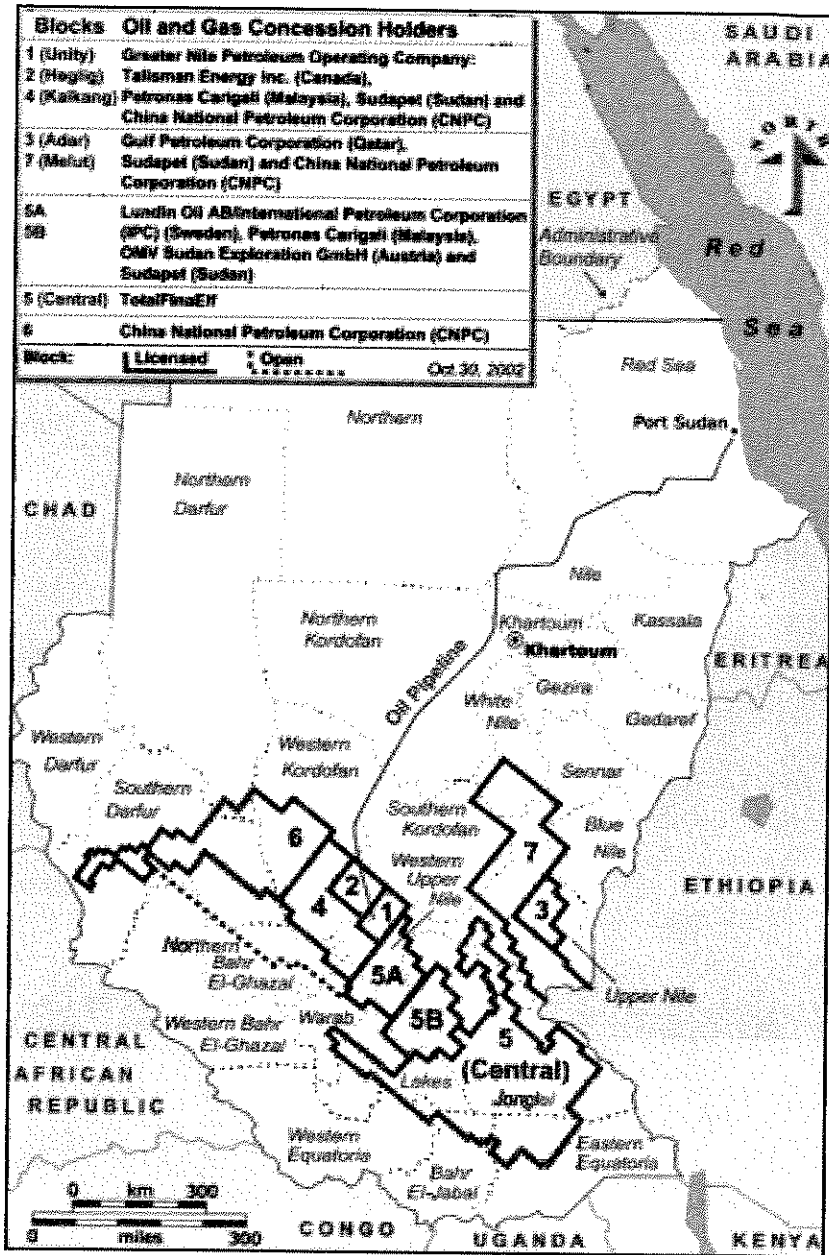 Blocks Oil and Gas Concession Holders
1 (Unity) Greater Nile Petroleum Operating Company:
2 (Heglig) Talisman Energy Inc. (Canada),
4 (Kaikang) Petronas Carigali (Malaysia), Sudapet (Sudan) and
China National Petroleum Corporation (CNPC)
3 (Adar) Gulf Petroleum Corporation (Qatar),
7 (Melut) Sudapet (Sudan) and China National Petroleum
Corporation (CNPC)
5A Lundin Oil AB/International Petroleum Corporation
5B (IPC) (Sweden), Petronas Carigali (Malaysia),
OMV Sudan Exploration GmbH (Austria) and
Sudapet (Sudan)
5 (Central) TotalFinaElf
6 China National Petroleum Corporation (CNPC)
Block: Licensed Open Oct 30, 2002
SAUDI
ARABIA
EGYPT
Administrative
Boundary
Red
Sea
Red Sea
Northern
Port Sudan
Northern
Darfur
CHAD
Nile
Northern
Kordofan
Khartoum
Kassala
Khartoum
ERITREA
Oil Pipeline
Gezira
White
Nile
Gedaref
Western
Darfur
Western
Kordofan
Sennar
Southern
Darfur
Southern
Kordofan
Blue
Nile
6
7
Western
Upper
Nile
2
ETHIOPIA
4
1
3
Northern
Bahr
El-Ghazal
5A
Upper Nile
Warab
5B
5
(Central)
Western Bahr
El-Ghazal
CENTRAL
AFRICAN
REPUBLIC
Lakes
Jonglei
Western
Equatoria
Eastern
Equatoria
Bahr
El-Jabal
0 km 300
0 miles 300
CONGO
UGANDA
KENYA